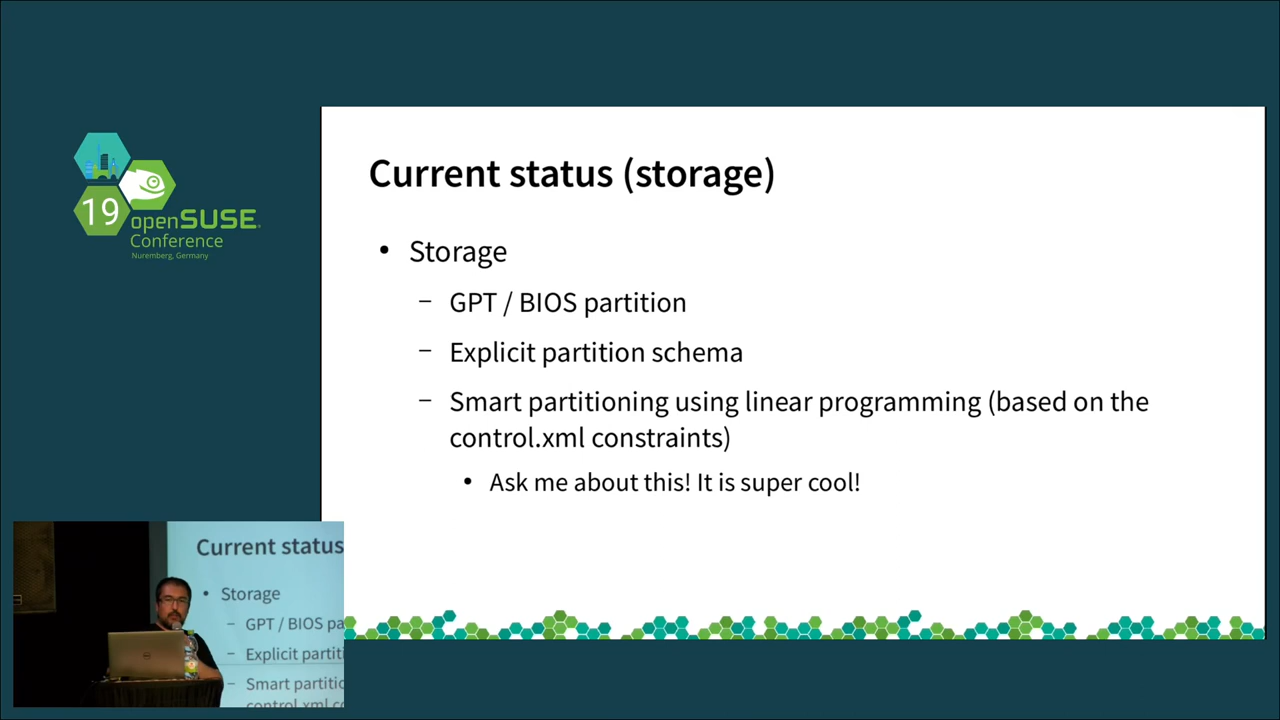 19
openSUSE
Conference
Nuremberg, Germany
Current status (storage)
• Storage
– GPT / BIOS partition
– Explicit partition schema
– Smart partitioning using linear programming (based on the
control.xml constraints)
• Ask me about this! It is super cool!
Current status
• Storage
– GPT / BIOS pa
– Explicit partiti
– Smart partitio
control.xml c